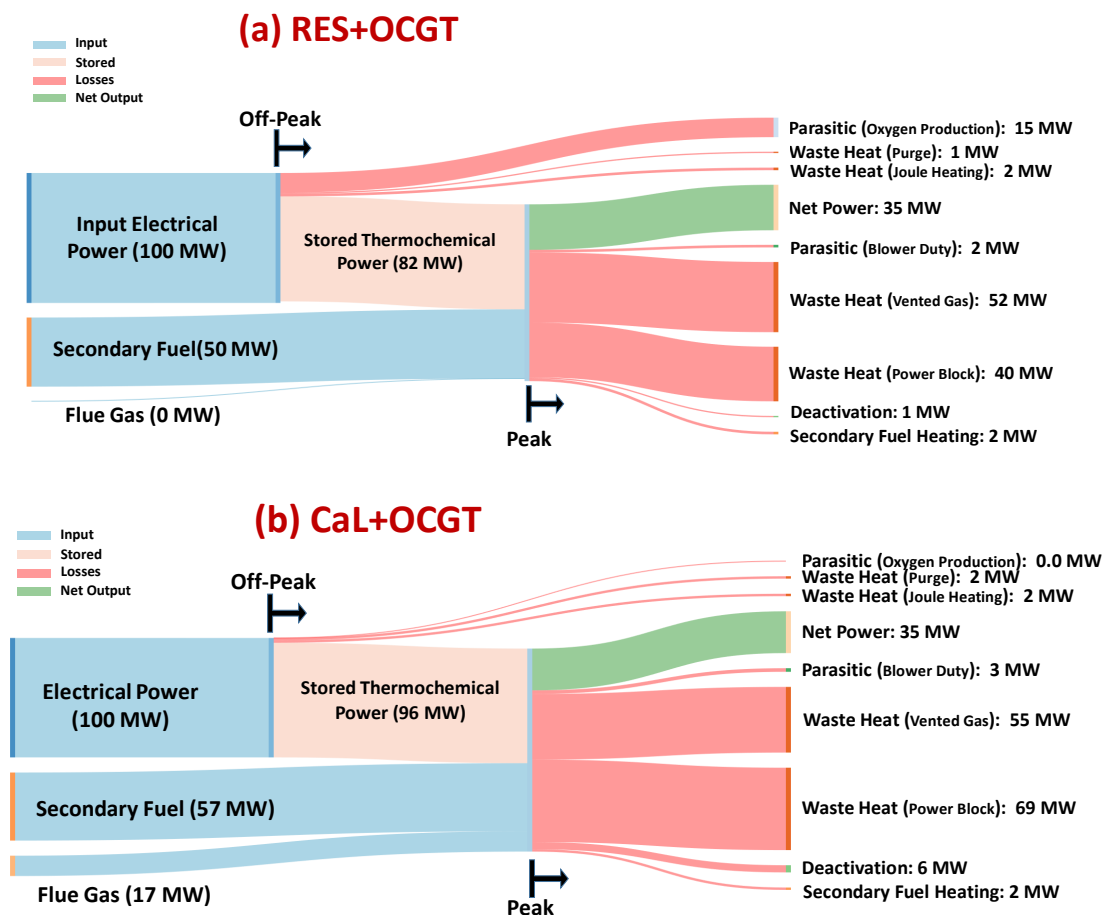 (a) RES+OCGT
Input
Stored
Losses
Net Output
Off-Peak
Input Electrical
Power (100 MW)
Stored Thermochemical
Power (82 MW)
Secondary Fuel(50 MW)
Flue Gas (0 MW)
Peak
Parasitic (Oxygen Production): 15 MW
Waste Heat (Purge): 1 MW
Waste Heat (Joule Heating): 2 MW
Net Power: 35 MW
Parasitic (Blower Duty): 2 MW
Waste Heat (Vented Gas): 52 MW
Waste Heat (Power Block): 40 MW
Deactivation: 1 MW
Secondary Fuel Heating: 2 MW
(b) CaL+OCGT
Input
Stored
Losses
Net Output
Off-Peak
Electrical Power
(100 MW)
Stored Thermochemical
Power (96 MW)
Secondary Fuel (57 MW)
Flue Gas (17 MW)
Peak
Parasitic (Oxygen Production): 0.0 MW
Waste Heat (Purge): 2 MW
Waste Heat (Joule Heating): 2 MW
Net Power: 35 MW
Parasitic (Blower Duty): 3 MW
Waste Heat (Vented Gas): 55 MW
Waste Heat (Power Block): 69 MW
Deactivation: 6 MW
Secondary Fuel Heating: 2 MW